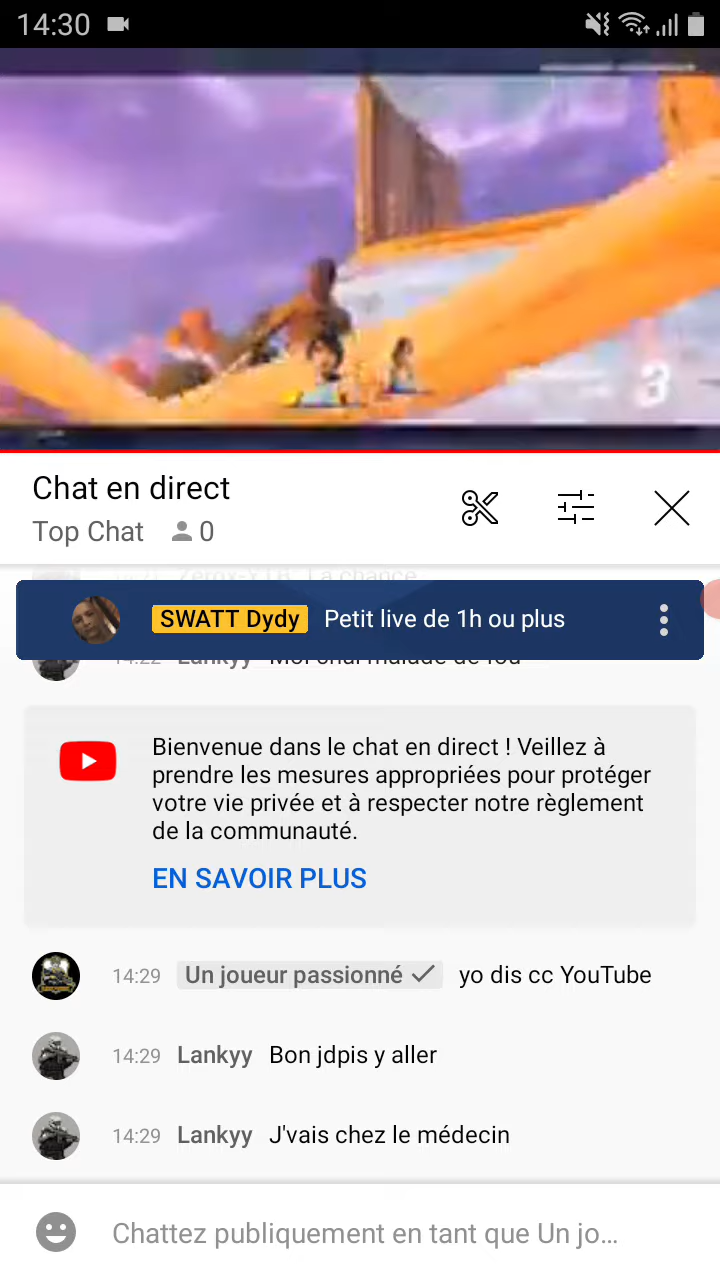 14:30
3
Chat en direct
Top Chat 0
SWATT Dydy Petit live de 1h ou plus
Lankyy
Bienvenue dans le chat en direct ! Veillez à
prendre les mesures appropriées pour protéger
votre vie privée et à respecter notre règlement
de la communauté.
EN SAVOIR PLUS
14:29 Un joueur passionné yo dis cc YouTube
14:29 Lankyy Bon jdpis y aller
14:29 Lankyy J'vais chez le médecin
Chattez publiquement en tant que Un jo...